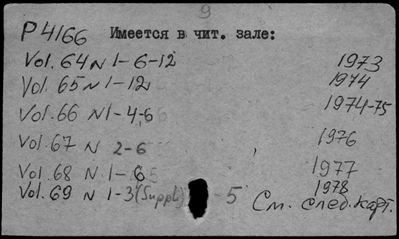 9
P4166 Имеется в чит. зале:
Vol. 64 N 1-6-12 1973
Vol. 65 N 1-12 1974
Vol. 66 N1-4,6 1974-75
Vol. 67 N 2-6 1976
Vol. 68 N 1-6 1977
Vol. 69 N 1-3 (Suppl.) -5 1978
См. след. карт.